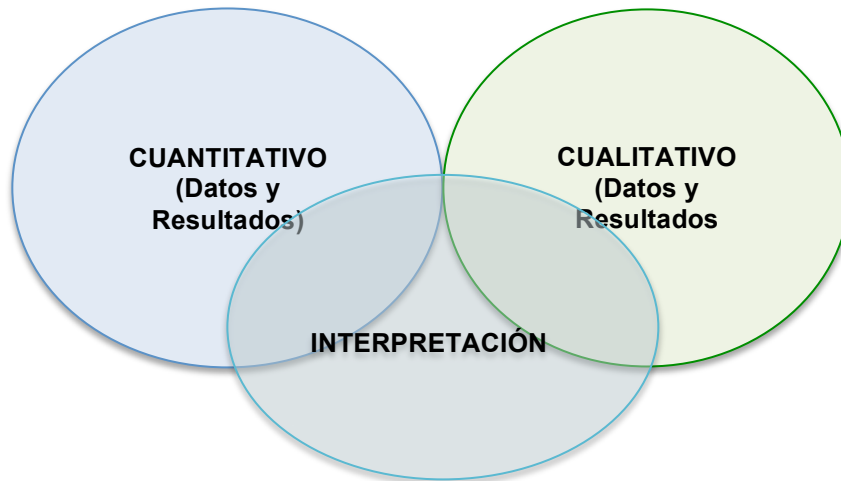 CUANTITATIVO
(Datos y
Resultados)
CUALITATIVO
(Datos y
Resultados
INTERPRETACIÓN